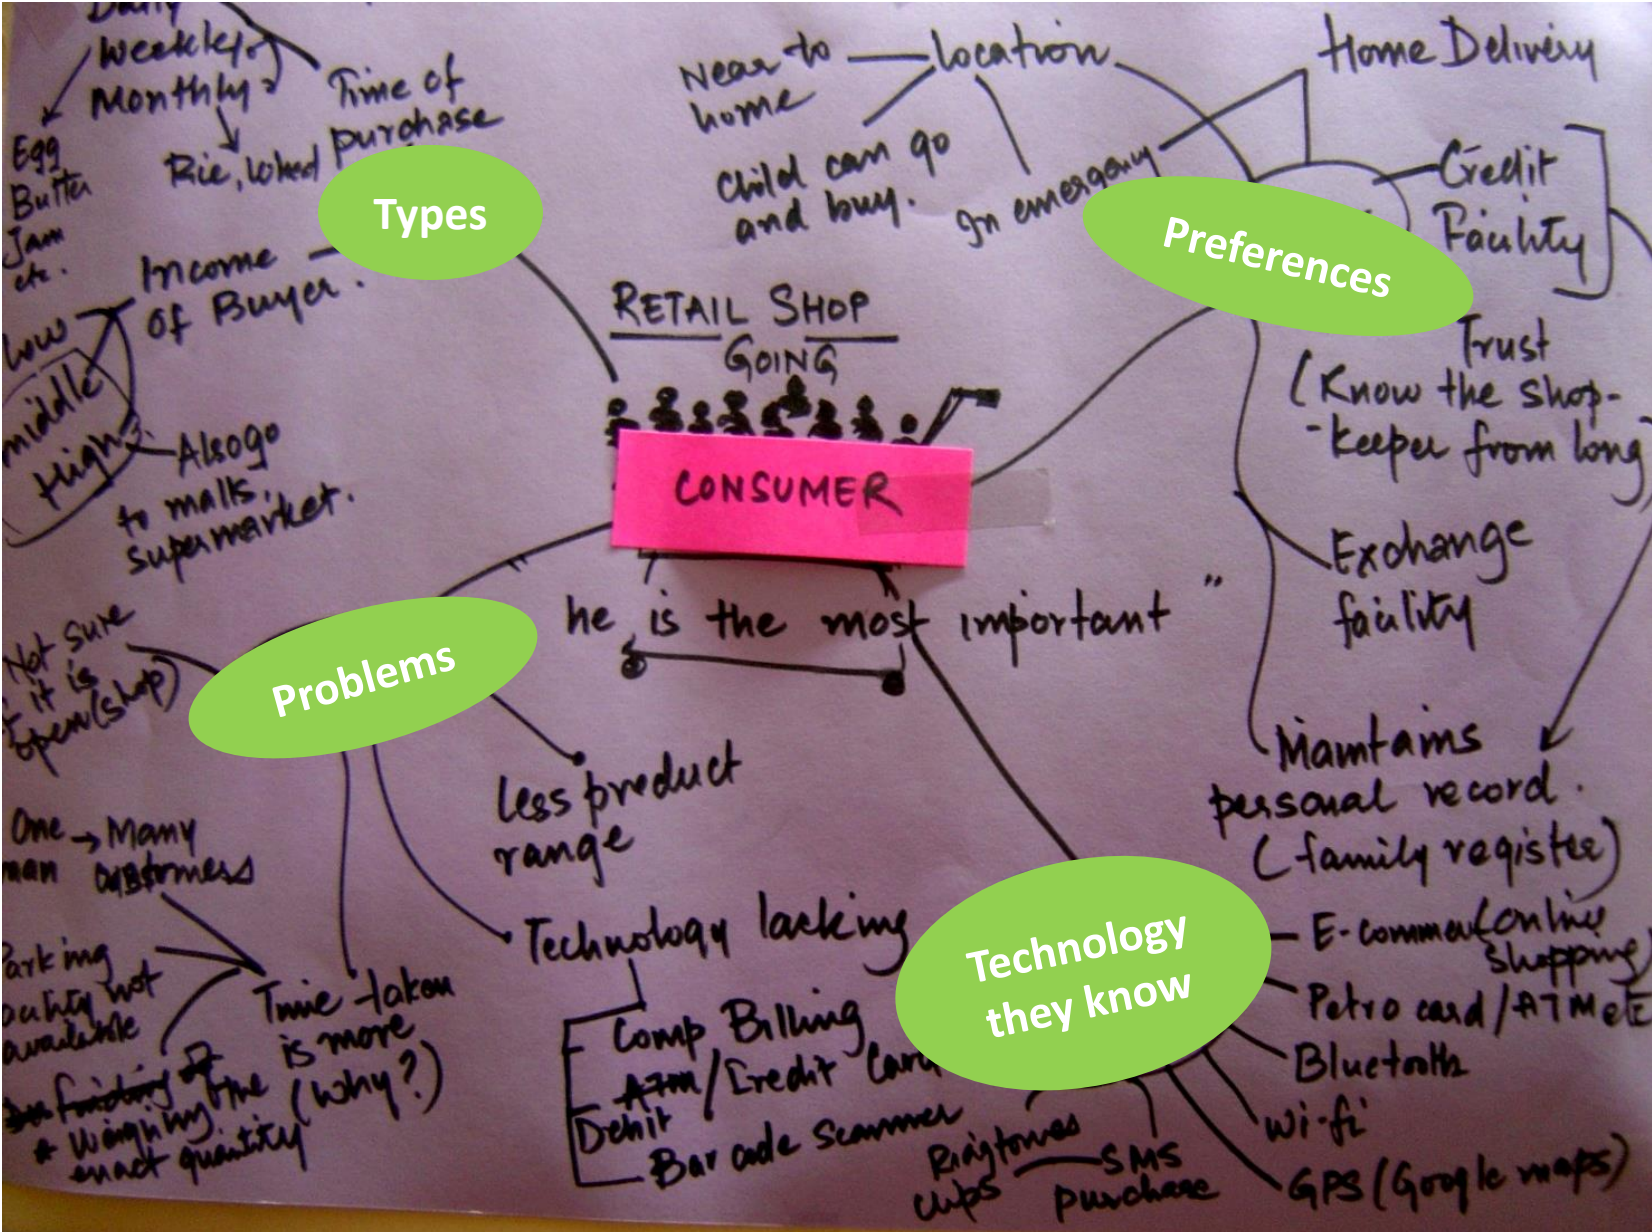 Daily
Weekly
Monthly
Egg
Butter
Jam
etc.
Time of
purchase
Types
Income
of Buyer.
Low
middle
High
Also go
to malls,
supermarket.
Near to
home
location
Child can go
and buy.
In emergency
Home Delivery
Credit
Facility
Preferences
Trust
(Know the shop-
-keeper from long)
Exchange
facility
Maintains
personal record.
(family register)
RETAIL SHOP
GOING
CONSUMER
he is the most important "
Problems
Not sure
if it is
open (shop)
Less product
range
One → Many
man customers
Parking
facility not
available
Time taken
is more
(Why?)
* Weighing the
exact quantity
Technology lacking
Comp Billing
ATM/Credit Card
Debit
Bar code Scanner
Technology
they know
E-commer(online
shopping)
Petro card/ATM etc
Bluetooth
Wi-fi
GPS (Google maps)
SMS
purchase
Ringtones
clips